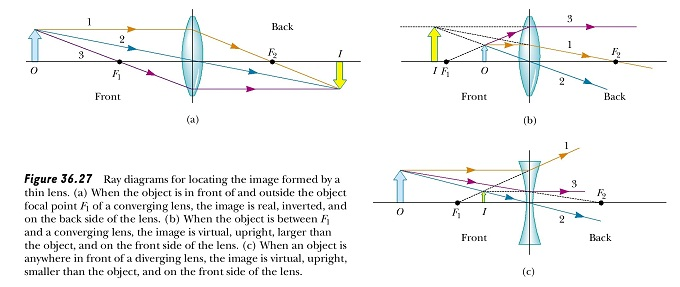 1
Back
2
3
F₂
I
O
F₁
Front
(a)
3
1
F₂
I F₁
O
2
Front
Back
(b)
Figure 36.27 Ray diagrams for locating the image formed by a
thin lens. (a) When the object is in front of and outside the object
focal point F₁ of a converging lens, the image is real, inverted, and
on the back side of the lens. (b) When the object is between F₁
and a converging lens, the image is virtual, upright, larger than
the object, and on the front side of the lens. (c) When an object is
anywhere in front of a diverging lens, the image is virtual, upright,
smaller than the object, and on the front side of the lens.
1
3
F₂
O
F₁
I
2
Front
Back
(c)